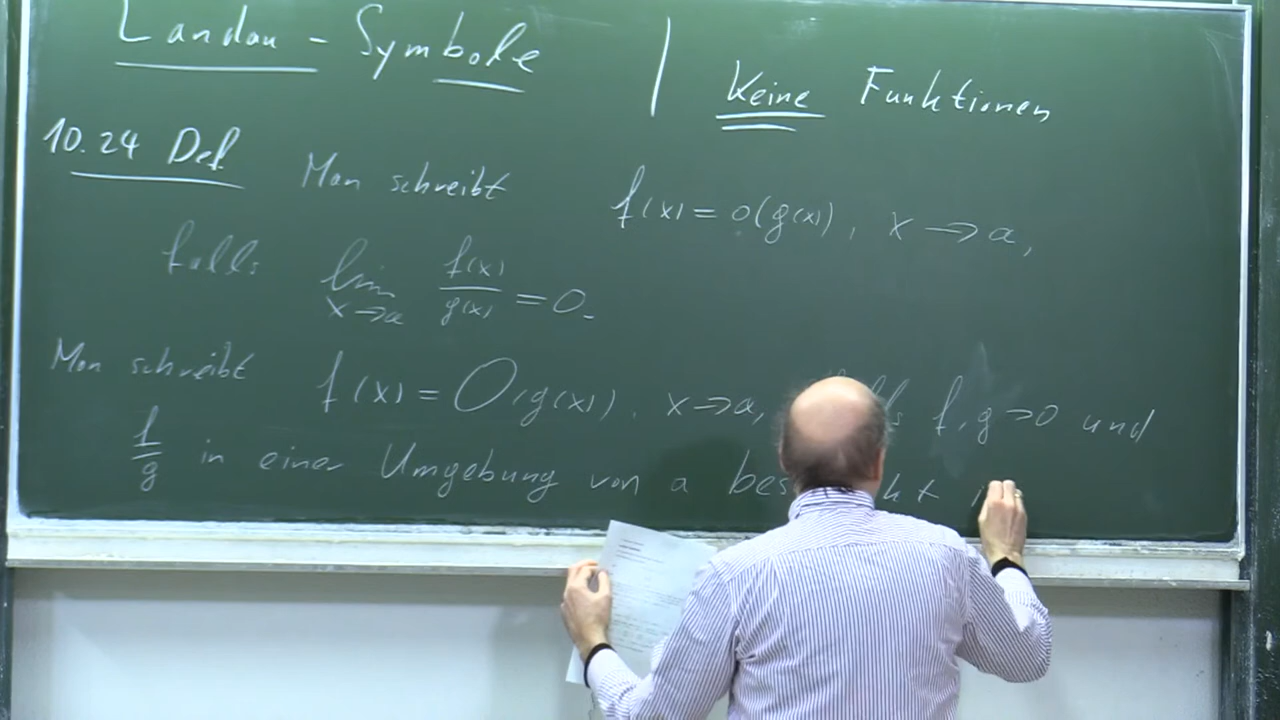 Landau - Symbole | Keine Funktionen
10.24 Def. Man schreibt f(x) = o(g(x)), x → a,
falls lim x→a f(x)/g(x) = 0.
Man schreibt f(x) = O(g(x)), x → a, f, g → 0 und
f/g in einer Umgebung von a